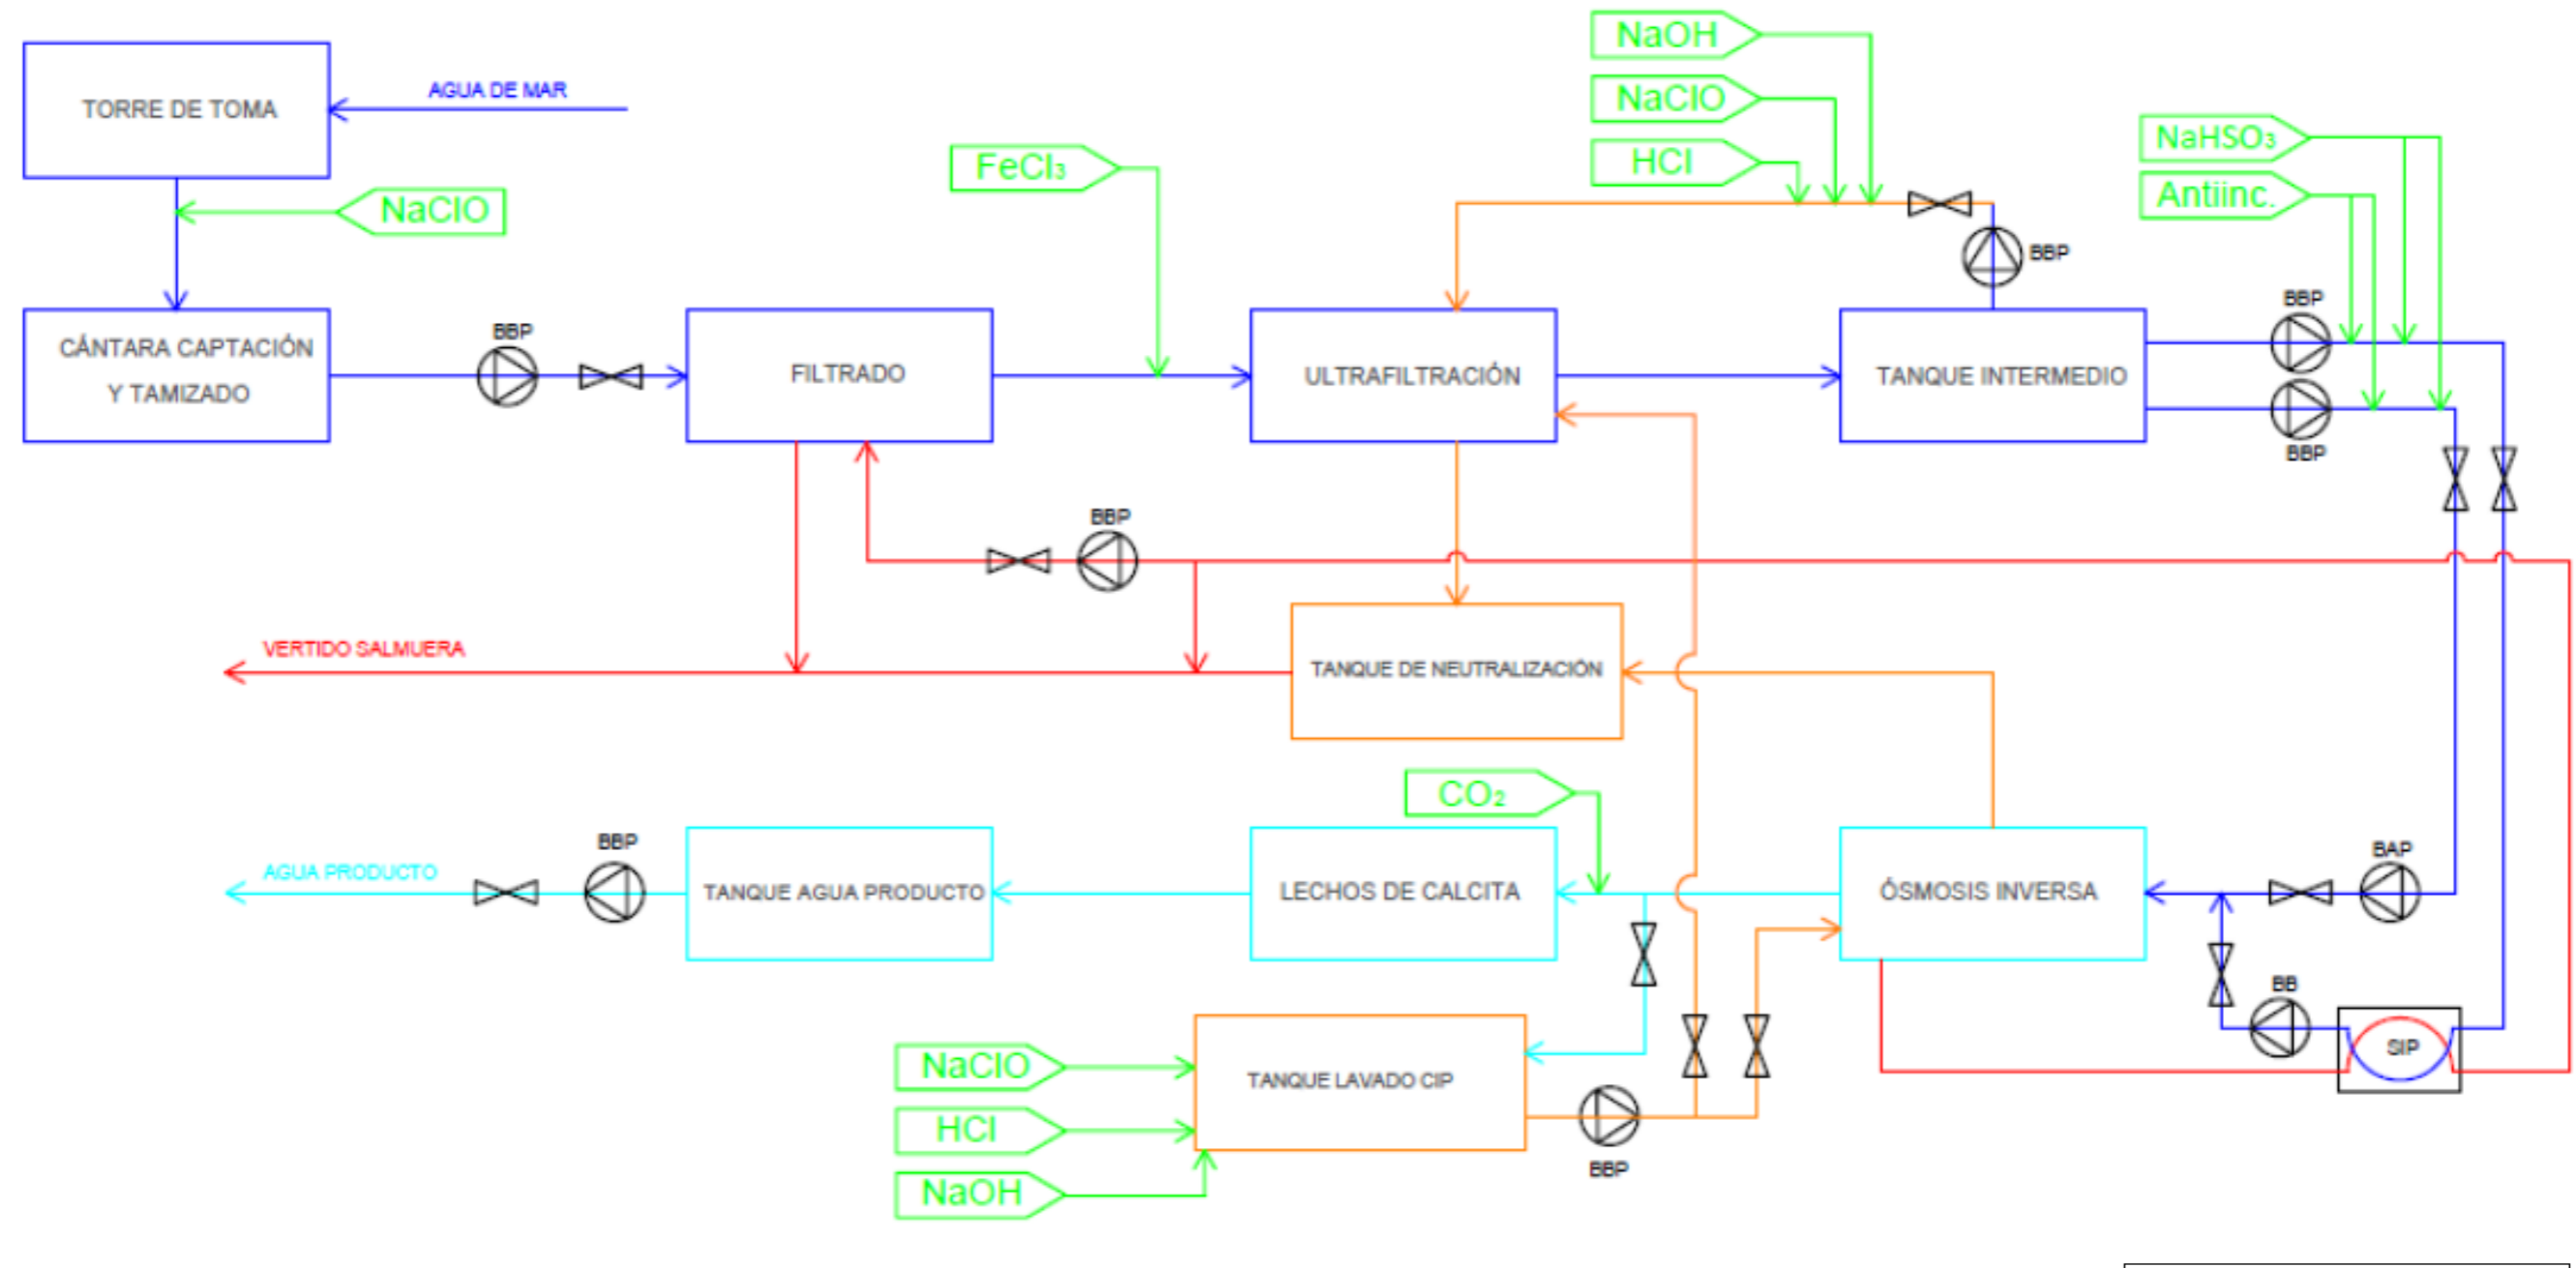 NaOH
TORRE DE TOMA
AGUA DE MAR
NaClO
NaHSO₃
FeCl₃
HCl
Antiinc.
NaClO
BBP
BBP
CÁNTARA CAPTACIÓN
Y TAMIZADO
BBP
FILTRADO
ULTRAFILTRACIÓN
TANQUE INTERMEDIO
BBP
BBP
VERTIDO SALMUERA
TANQUE DE NEUTRALIZACIÓN
CO₂
BBP
BAP
AGUA PRODUCTO
TANQUE AGUA PRODUCTO
LECHOS DE CALCITA
ÓSMOSIS INVERSA
BB
SIP
NaClO
TANQUE LAVADO CIP
HCl
BBP
NaOH